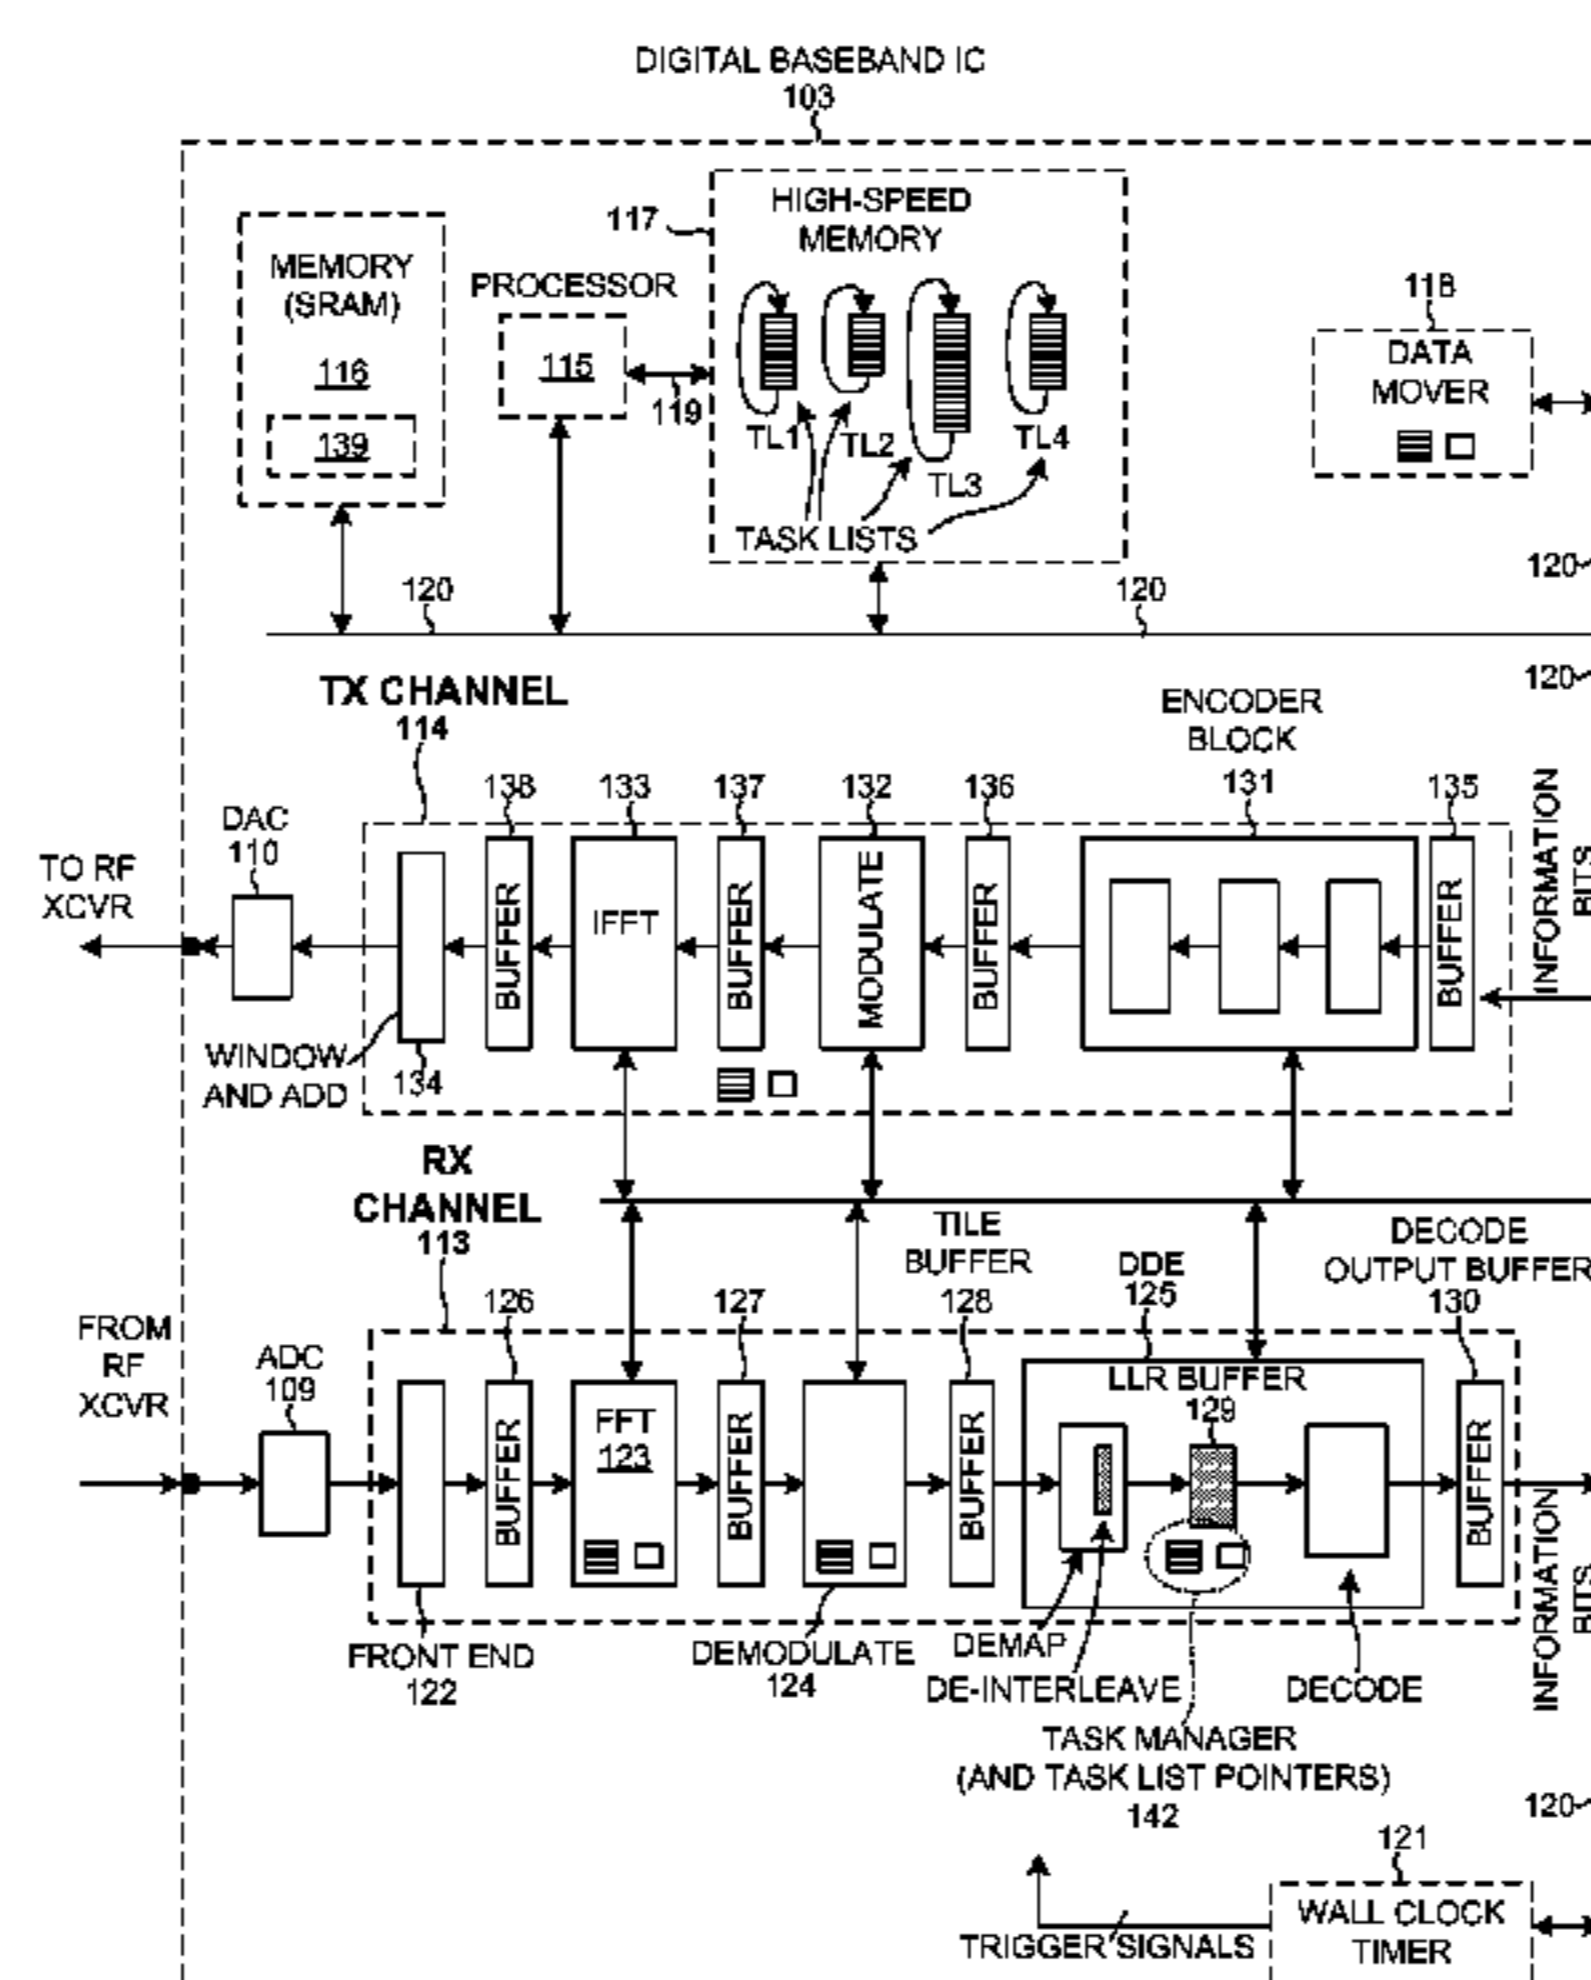 DIGITAL BASEBAND IC
103
117
HIGH-SPEED
MEMORY
MEMORY
(SRAM)
116
139
PROCESSOR
115
119
TL1
TL2
TL3
TL4
TASK LISTS
118
DATA
MOVER
120
120
120
TX CHANNEL
114
120
ENCODER
BLOCK
138
133
137
132
136
131
135
DAC
110
TO RF
XCVR
BUFFER
IFFT
BUFFER
MODULATE
BUFFER
BUFFER
INFORMATION
BITS
WINDOW
AND ADD
134
RX
CHANNEL
113
TILE
BUFFER
DDE
125
DECODE
OUTPUT BUFFER
126
127
128
130
FROM
RF
XCVR
ADC
109
BUFFER
FFT
123
BUFFER
BUFFER
LLR BUFFER
129
BUFFER
INFORMATION
BITS
FRONT END
122
DEMODULATE
124
DEMAP
DE-INTERLEAVE
DECODE
TASK MANAGER
(AND TASK LIST POINTERS)
142
120
121
WALL CLOCK
TIMER
TRIGGER SIGNALS